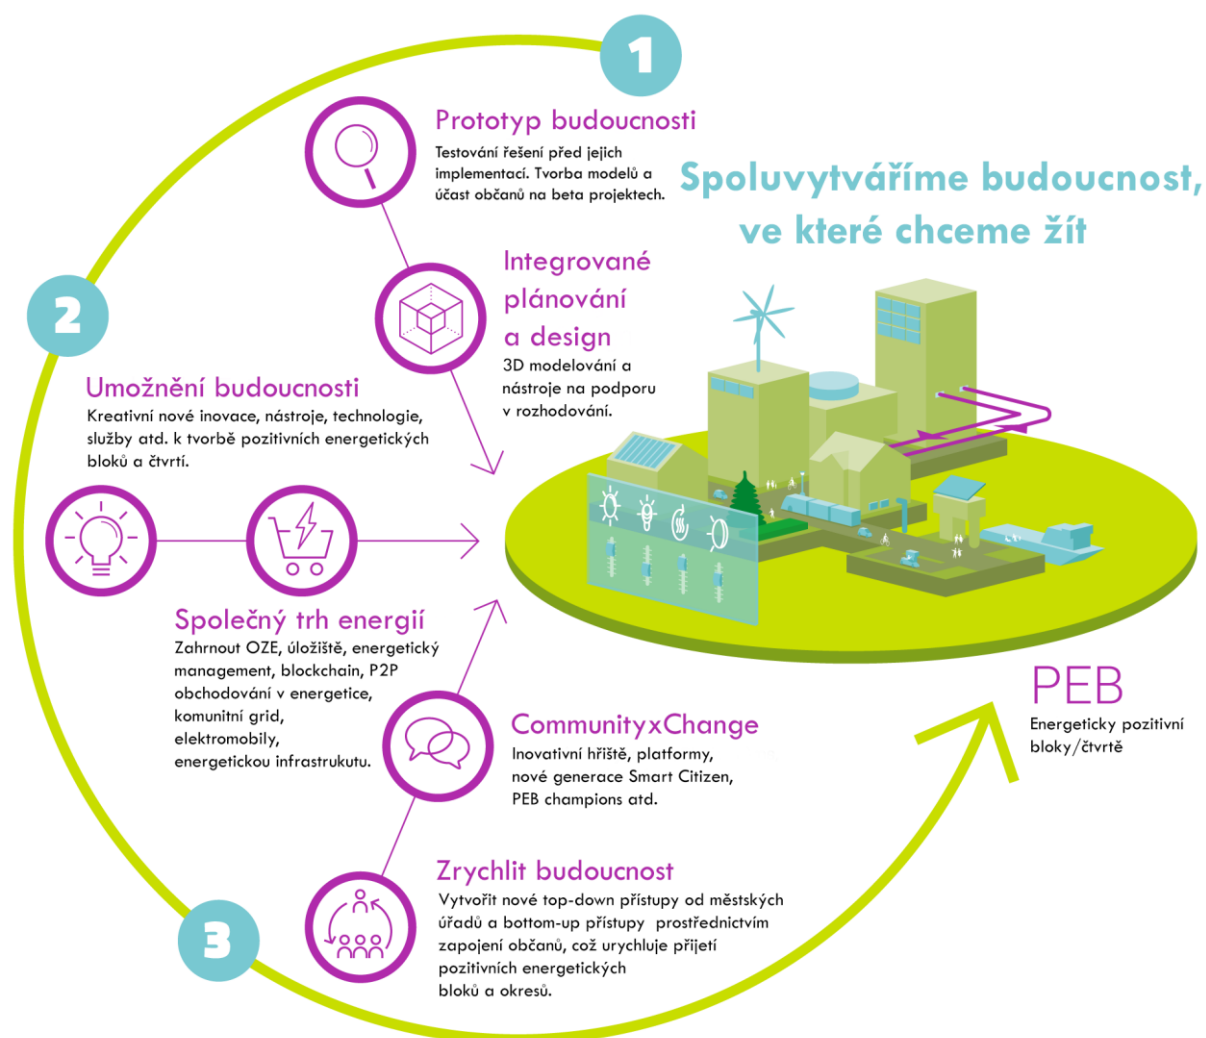 1
Prototyp budoucnosti
Testování řešení před jejich
implementací. Tvorba modelů a
účast občanů na beta projektech.
Spoluvytváříme budoucnost,
ve které chceme žít
Integrované
plánování
a design
3D modelování a
nástroje na podporu
v rozhodování.
2
Umožnění budoucnosti
Kreativní nové inovace, nástroje, technologie,
služby atd. k tvorbě pozitivních energetických
bloků a čtvrtí.
Společný trh energií
Zahrnout OZE, úložiště, energetický
management, blockchain, P2P
obchodování v energetice,
komunitní grid,
elektromobily,
energetickou infrastrukutu.
CommunityxChange
Inovativní hřiště, platformy,
nové generace Smart Citizen,
PEB champions atd.
3
Zrychlit budoucnost
Vytvořit nové top-down přístupy od městských
úřadů a bottom-up přístupy prostřednictvím
zapojení občanů, což urychluje přijetí
pozitivních energetických
bloků a okresů.
PEB
Energeticky pozitivní
bloky/čtvrtě